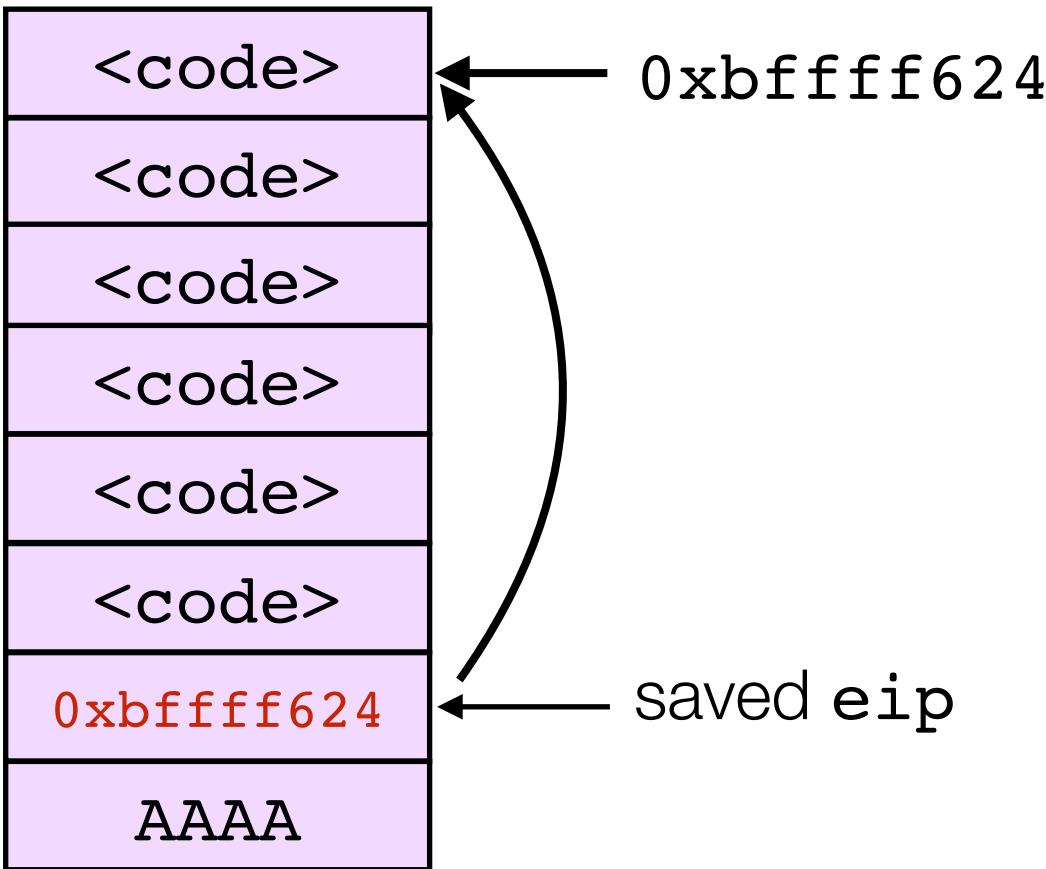 <code> 0xbffff624
<code>
<code>
<code>
<code>
<code>
0xbffff624 saved eip
AAAA